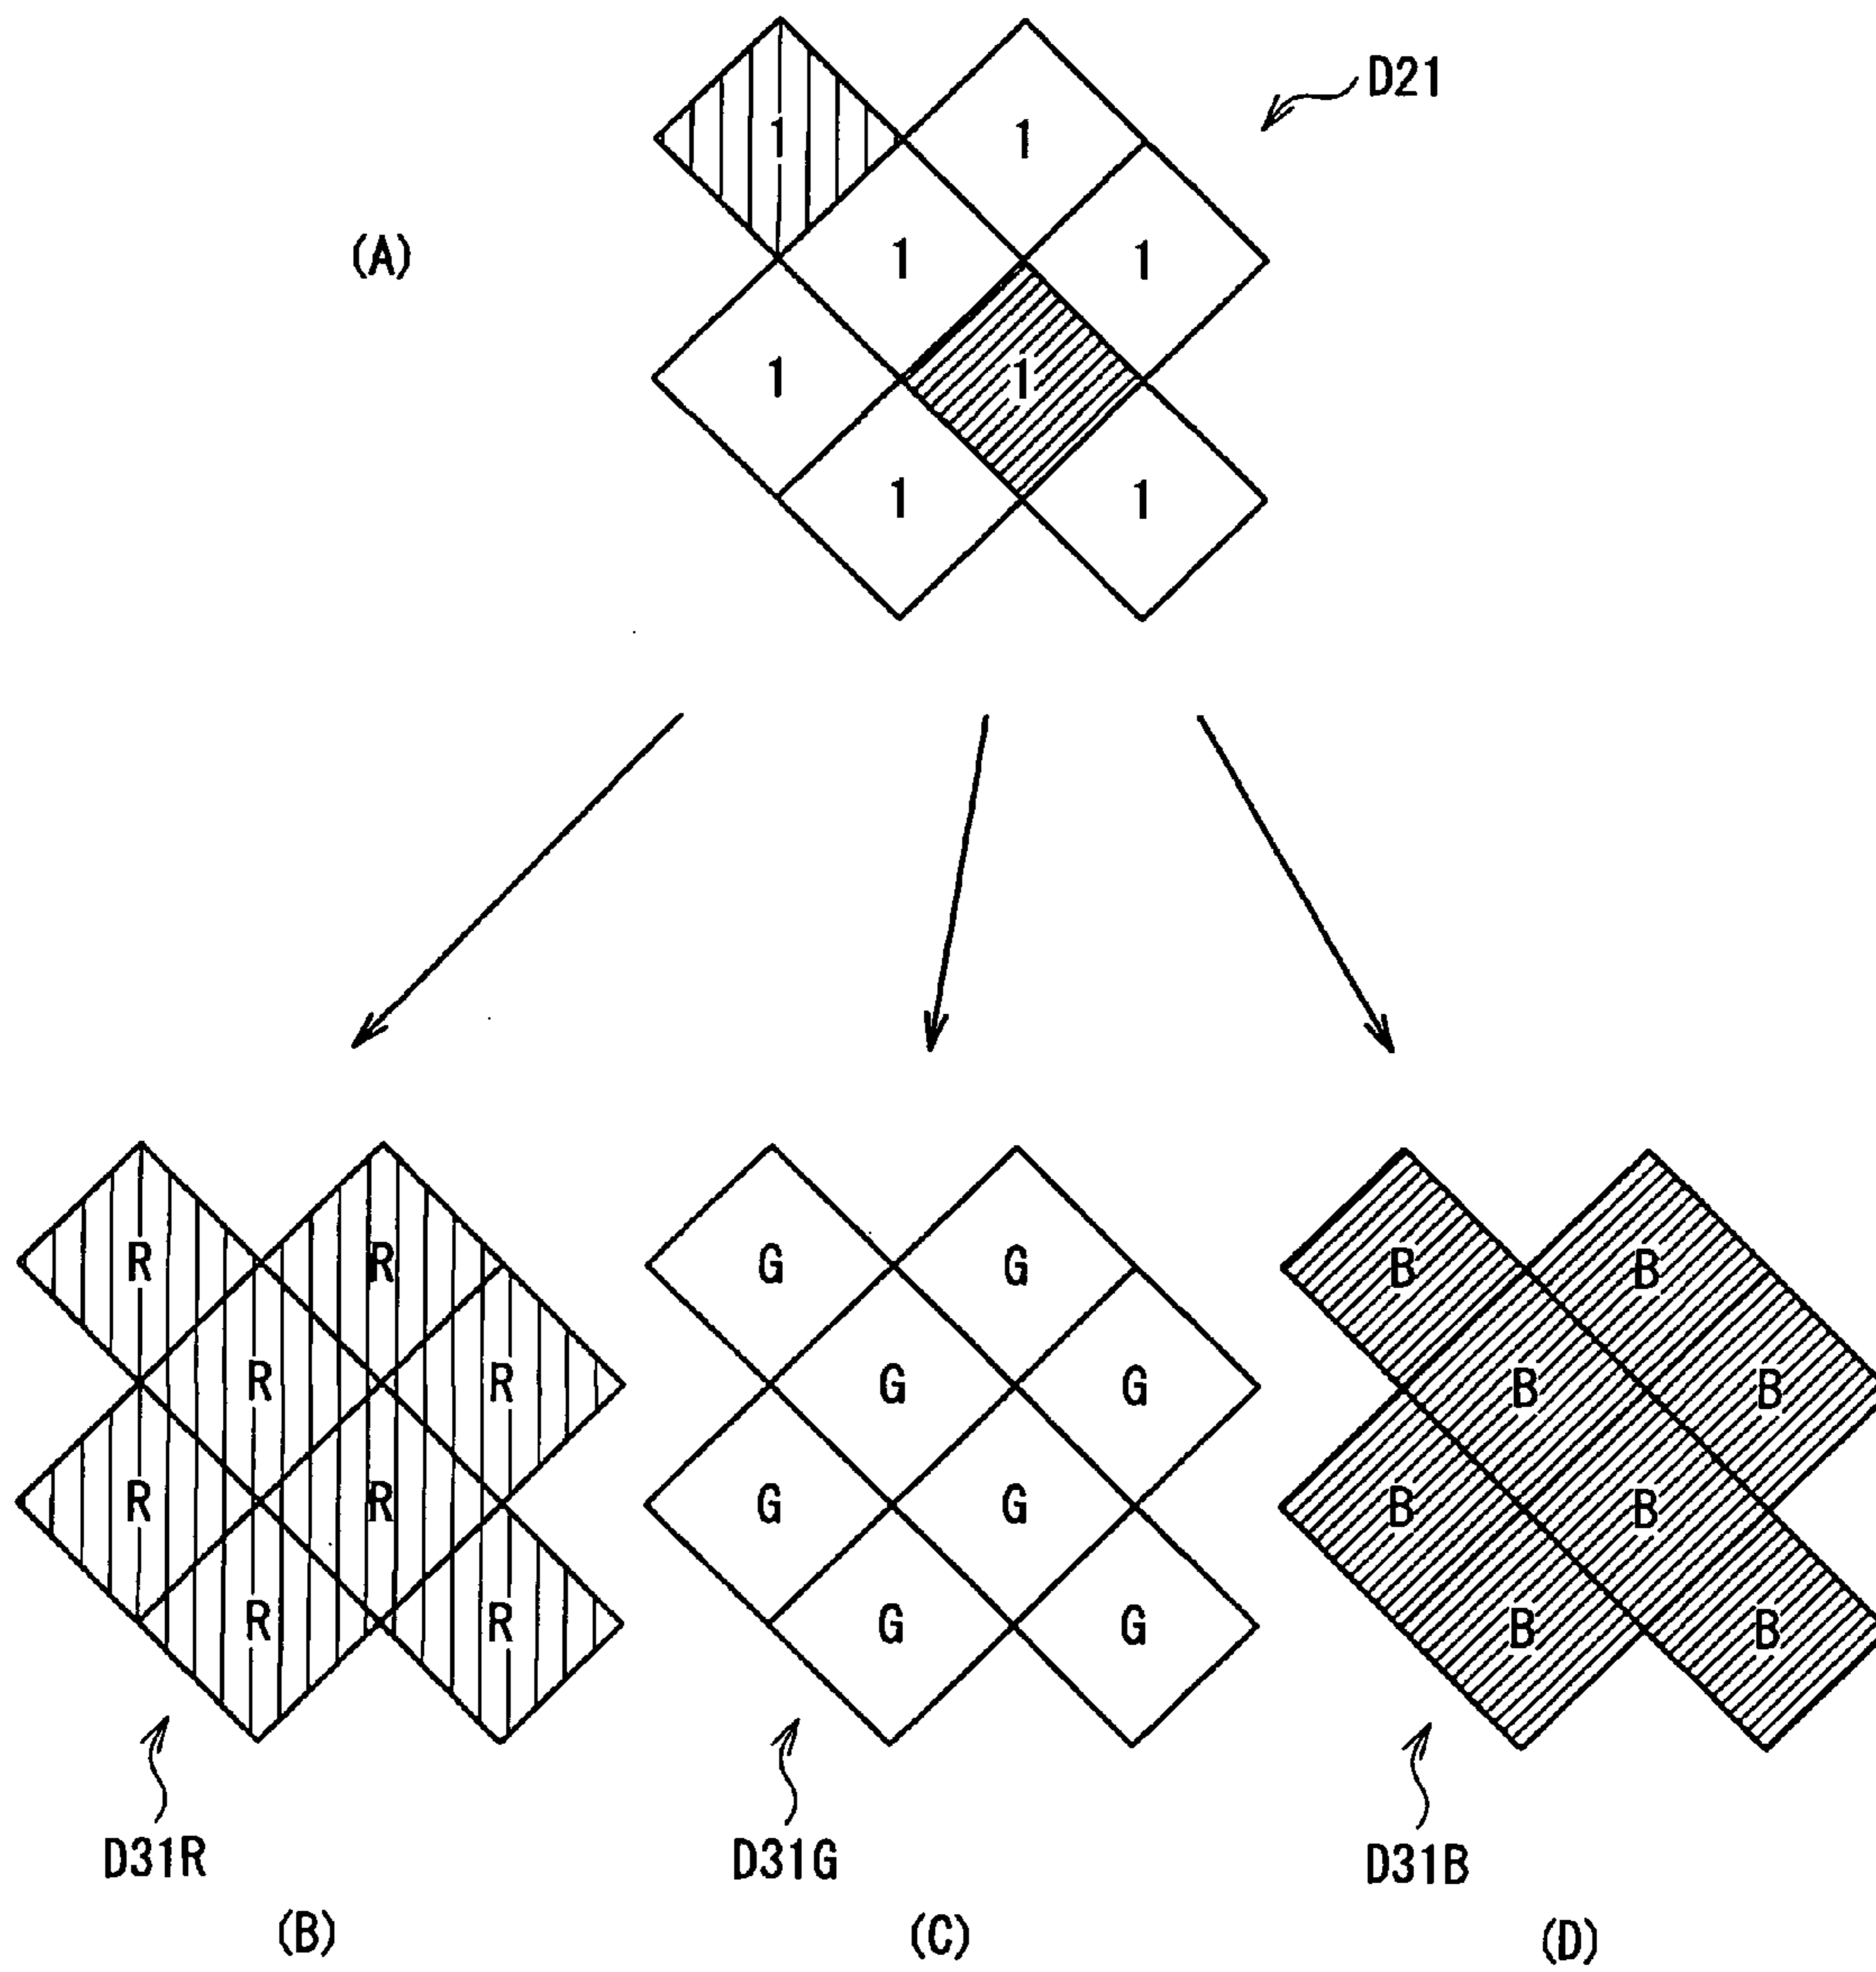 D21
1 1
(A)
1 1
1 1
1 1
R R
R R
R R
R R
G G
G G
G G
G G
B B
B B
B B
B B
D31R D31G D31B
(B) (C) (D)